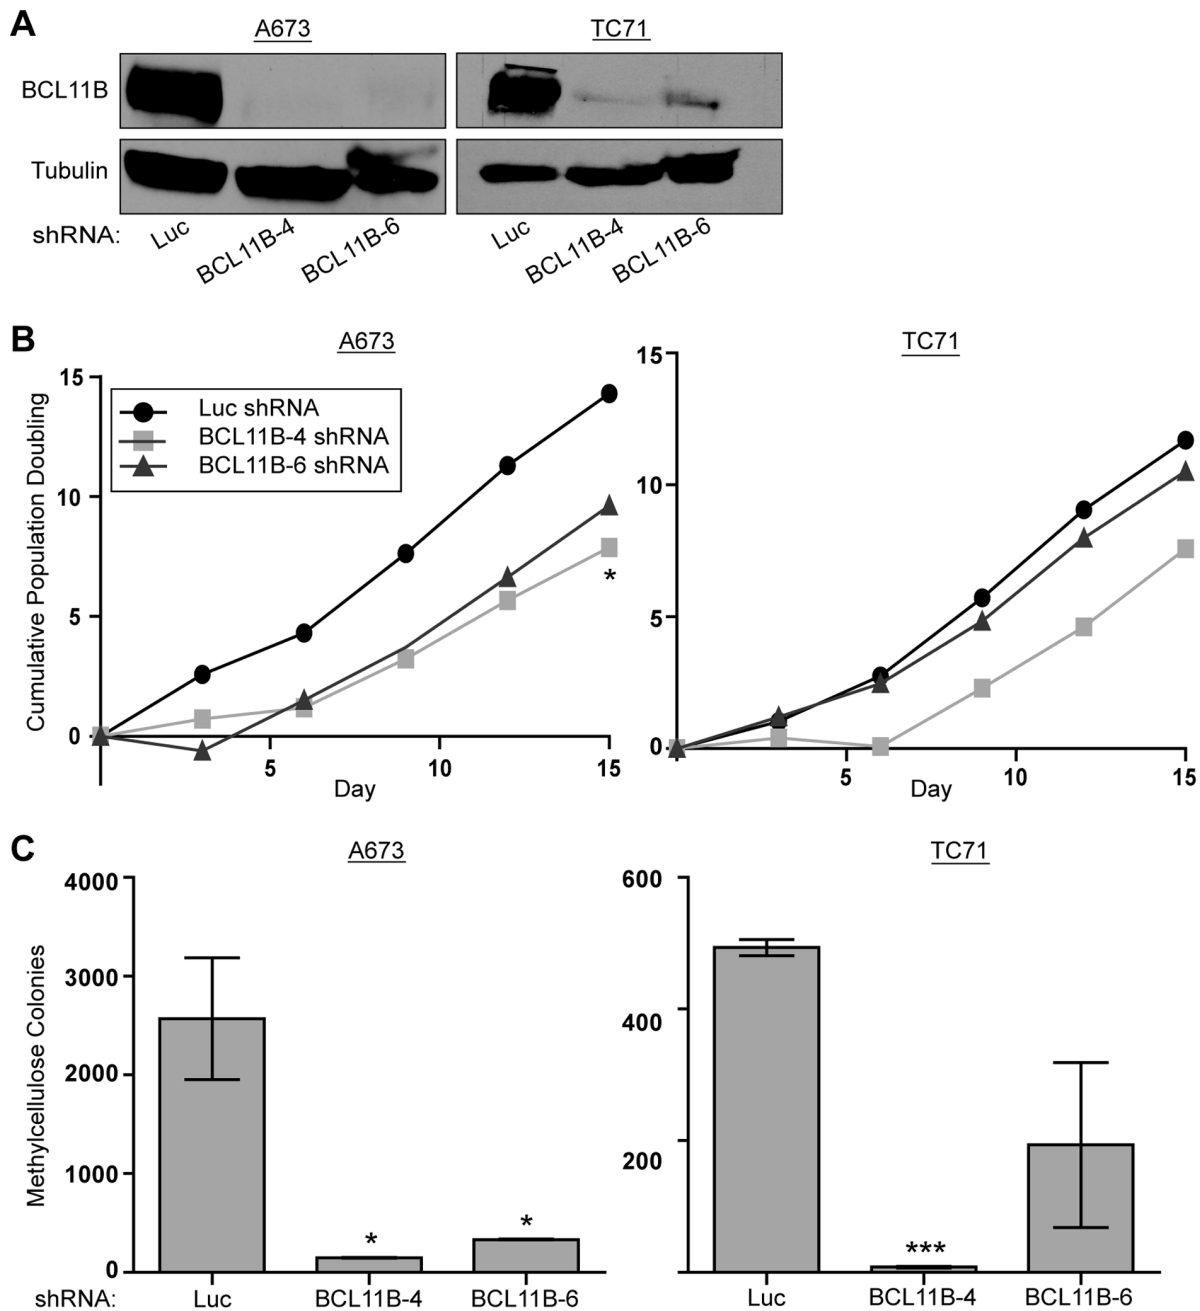 A
A673
TC71
BCL11B
Tubulin
shRNA:
Luc
BCL11B-4
BCL11B-6
Luc
BCL11B-4
BCL11B-6
B
A673
TC71
Cumulative Population Doubling
15
10
5
0
5
10
15
Day
Luc shRNA
BCL11B-4 shRNA
BCL11B-6 shRNA
*
15
10
5
0
5
10
15
Day
C
A673
TC71
Methylcellulose Colonies
4000
3000
2000
1000
0
*
*
shRNA:
Luc
BCL11B-4
BCL11B-6
600
400
200
***
Luc
BCL11B-4
BCL11B-6